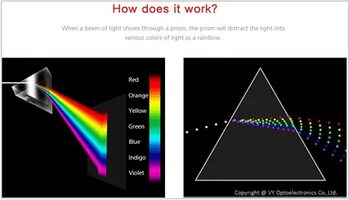 How does it work?
When a beam of light shines through a prism, the prism will distract the light into
various colors of light as a rainbow.
Red
Orange
Yellow
Green
Blue
Indigo
Violet
Copyright @ VY Optoelectronics Co., Ltd.